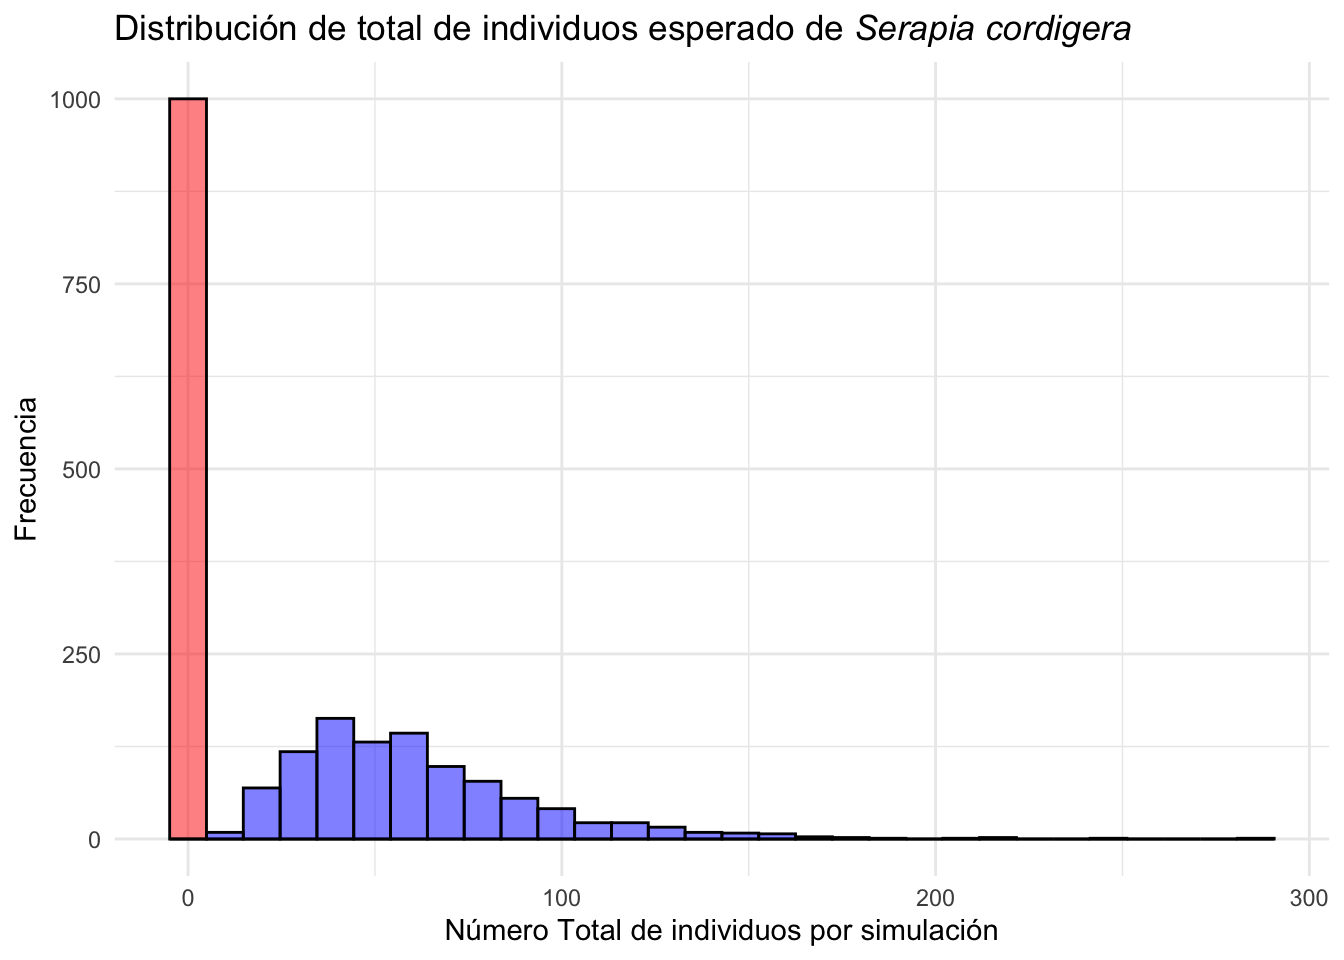 Distribución de total de individuos esperado de Serapia cordigera
1000
750
500
250
0
Frecuencia
0 100 200 300
Número Total de individuos por simulación